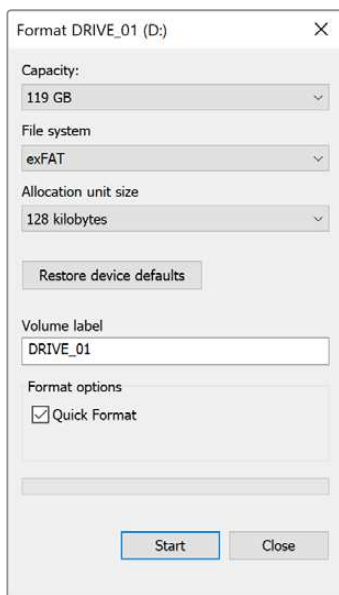 Format DRIVE_01 (D:)
Capacity:
119 GB
File system
exFAT
Allocation unit size
128 kilobytes
Restore device defaults
Volume label
DRIVE_01
Format options
Quick Format
Start
Close